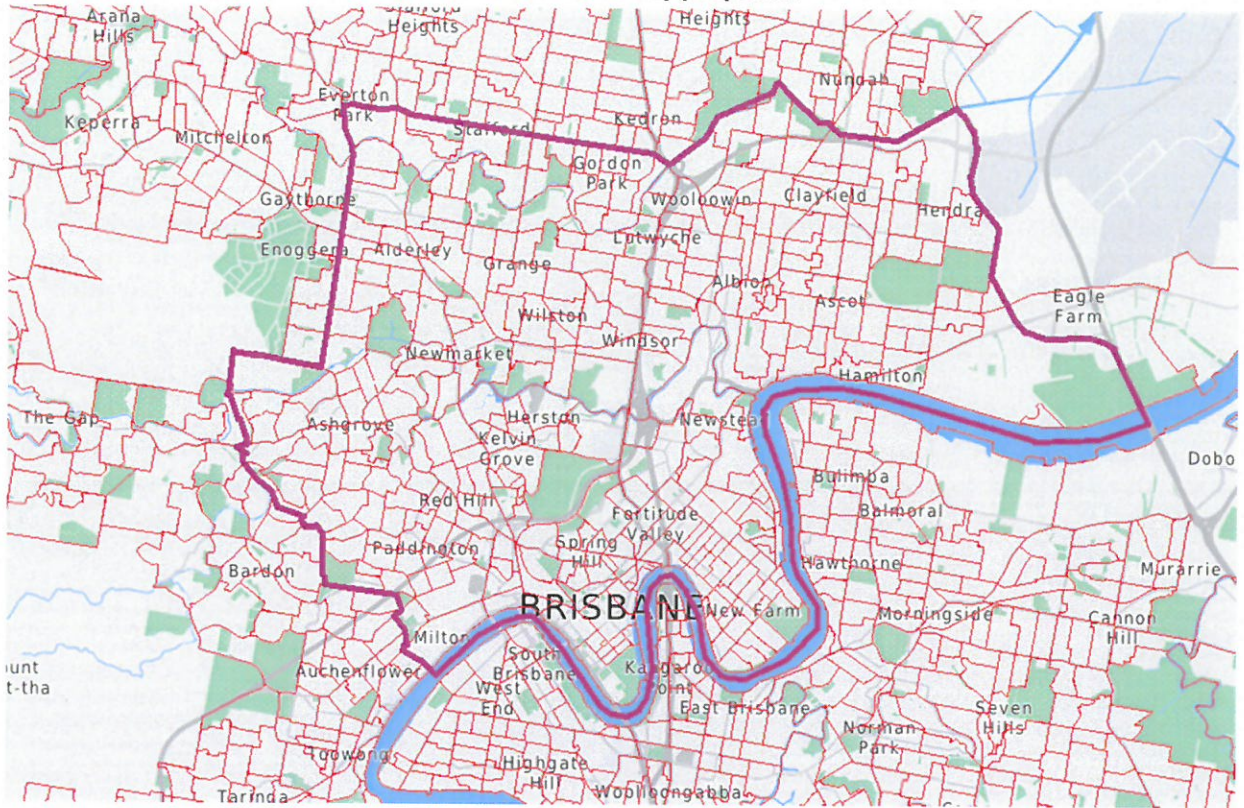 Heights
Heights
Arana
Hills
Nundah
Everton
Park
Keperra
Kedron
Stafford
Mitchelton
Gordon
Park
Gaythorne
Wooloowin
Clayfield
Hendra
Lutwyche
Enoggera
Alderley
Grange
Albion
Ascot
Eagle
Farm
Wilston
Windsor
Newmarket
Hamilton
The Gap
Ashgrove
Herston
Newstea
Kelvin
Grove
Dobo
Bulimba
Red Hill
Balmoral
Fortitude
Valley
Paddington
Spring
Hill
Bardon
Hawthorne
Murarrie
BRISBANE
New Farm
Morningside
Cannon
Hill
Milton
South
Brisbane
Auchenflower
Kangaroo
Point
unt
t-tha
West
End
East Brisbane
Seven
Hills
Norman
Park
Toowong
Highgate
Hill
Taringa
Woolloongabba